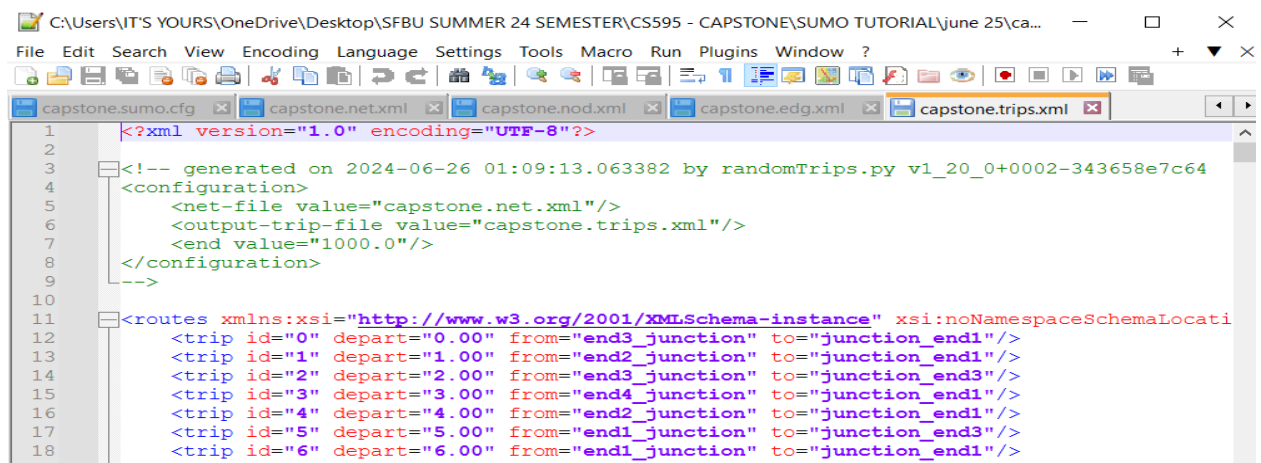 C:\Users\IT'S YOURS\OneDrive\Desktop\SFBU SUMMER 24 SEMESTER\CS595 - CAPSTONE\SUMO TUTORIAL\june 25\ca...
File Edit Search View Encoding Language Settings Tools Macro Run Plugins Window ?
capstone.sumo.cfg capstone.net.xml capstone.nod.xml capstone.edg.xml capstone.trips.xml
1 <?xml version="1.0" encoding="UTF-8"?>
2
3 <!-- generated on 2024-06-26 01:09:13.063382 by randomTrips.py v1_20_0+0002-343658e7c64
4 <configuration>
5 <net-file value="capstone.net.xml"/>
6 <output-trip-file value="capstone.trips.xml"/>
7 <end value="1000.0"/>
8 </configuration>
9 -->
10
11 <routes xmlns:xsi="http://www.w3.org/2001/XMLSchema-instance" xsi:noNamespaceSchemaLocati
12 <trip id="0" depart="0.00" from="end3_junction" to="junction_end1"/>
13 <trip id="1" depart="1.00" from="end2_junction" to="junction_end1"/>
14 <trip id="2" depart="2.00" from="end3_junction" to="junction_end3"/>
15 <trip id="3" depart="3.00" from="end4_junction" to="junction_end1"/>
16 <trip id="4" depart="4.00" from="end2_junction" to="junction_end1"/>
17 <trip id="5" depart="5.00" from="end1_junction" to="junction_end3"/>
18 <trip id="6" depart="6.00" from="end1_junction" to="junction_end1"/>